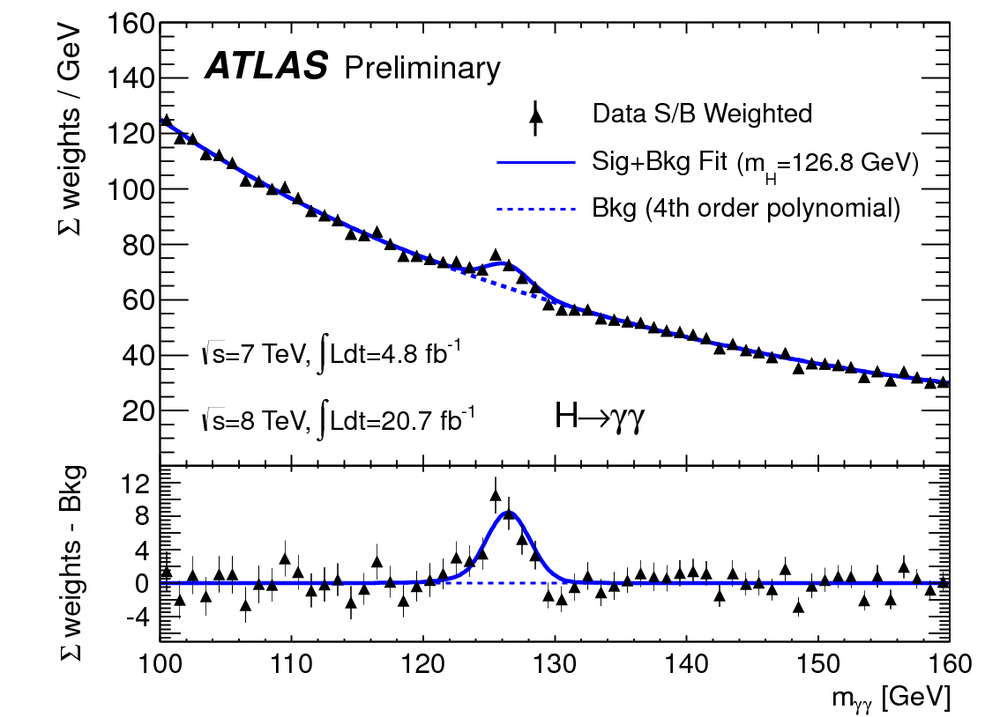 Σ weights / GeV
160
140
120
100
80
60
40
20
ATLAS Preliminary
Data S/B Weighted
Sig+Bkg Fit (m_H=126.8 GeV)
Bkg (4th order polynomial)
√s=7 TeV, ∫Ldt=4.8 fb⁻¹
√s=8 TeV, ∫Ldt=20.7 fb⁻¹
H→γγ
Σ weights - Bkg
12
8
4
0
-4
100 110 120 130 140 150 160
m_γγ [GeV]